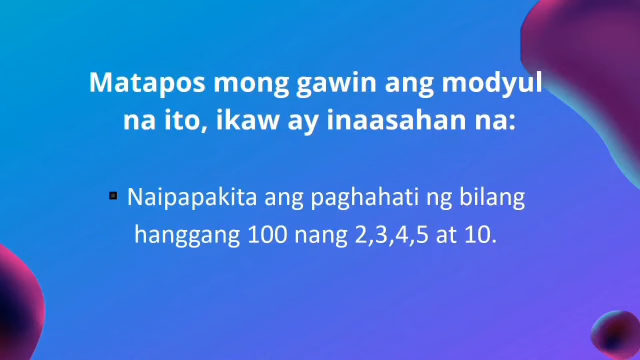 Matapos mong gawin ang modyul
na ito, ikaw ay inaasahan na:
▪ Naipapakita ang paghahati ng bilang
hanggang 100 nang 2,3,4,5 at 10.